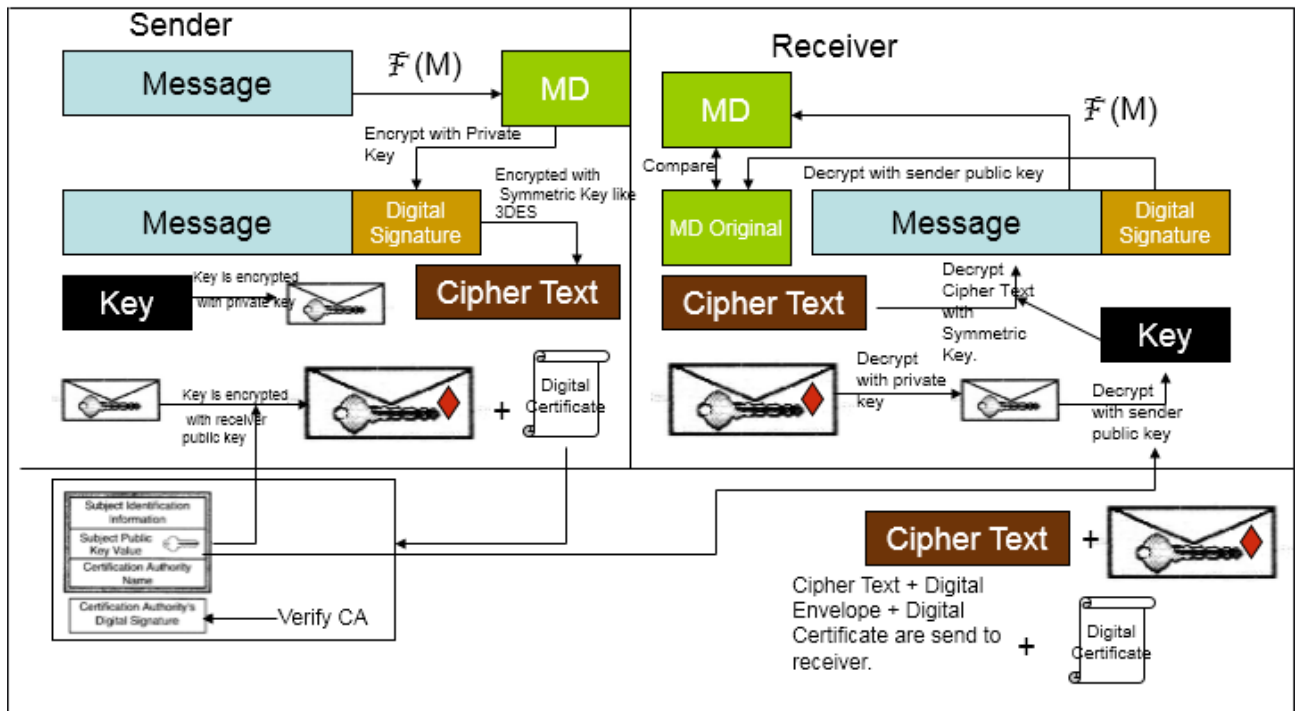 Sender
Message
ℱ(M)
MD
Encrypt with Private
Key
Encrypted with
Symmetric Key like
3DES
Message
Digital
Signature
Key
Key is encrypted
with private key
Cipher Text
Key is encrypted
with receiver
public key
+
Digital
Certificate
Receiver
MD
ℱ(M)
Compare
Decrypt with sender public key
MD Original
Message
Digital
Signature
Cipher Text
Decrypt
Cipher Text
with
Symmetric
Key.
Key
Decrypt
with private
key
Decrypt
with sender
public key
Subject Identification
Information
Subject Public
Key Value
Certification Authority
Name
Certification Authority's
Digital Signature
Verify CA
Cipher Text
+
Cipher Text + Digital
Envelope + Digital
Certificate are send to
receiver.
+
Digital
Certificate